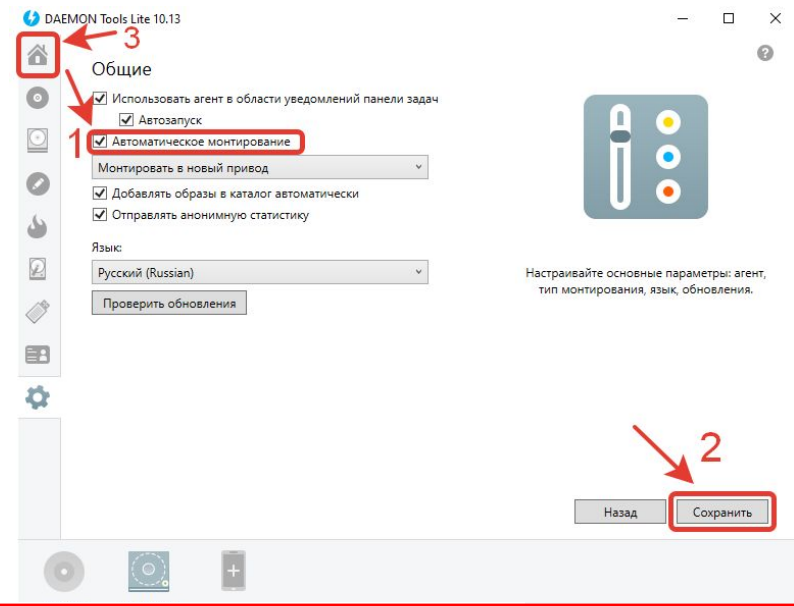 DAEMON Tools Lite 10.13
3
Общие
Использовать агент в области уведомлений панели задач
Автозапуск
1
Автоматическое монтирование
Монтировать в новый привод
Добавлять образы в каталог автоматически
Отправлять анонимную статистику
Язык:
Русский (Russian)
Проверить обновления
Настраивайте основные параметры: агент,
тип монтирования, язык, обновления.
2
Назад
Сохранить